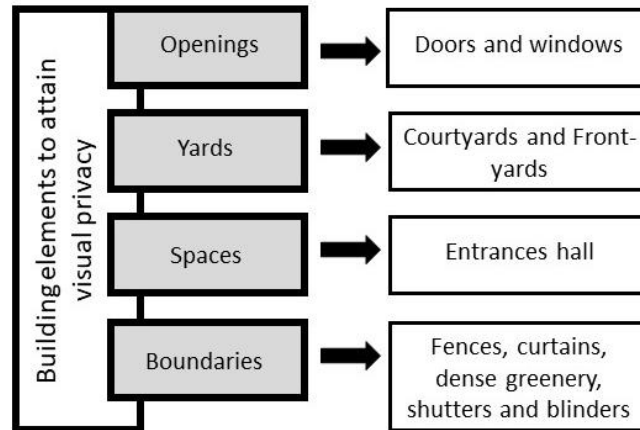 Building elements to attain
visual privacy
Openings
Doors and windows
Yards
Courtyards and Front-
yards
Spaces
Entrances hall
Boundaries
Fences, curtains,
dense greenery,
shutters and blinders